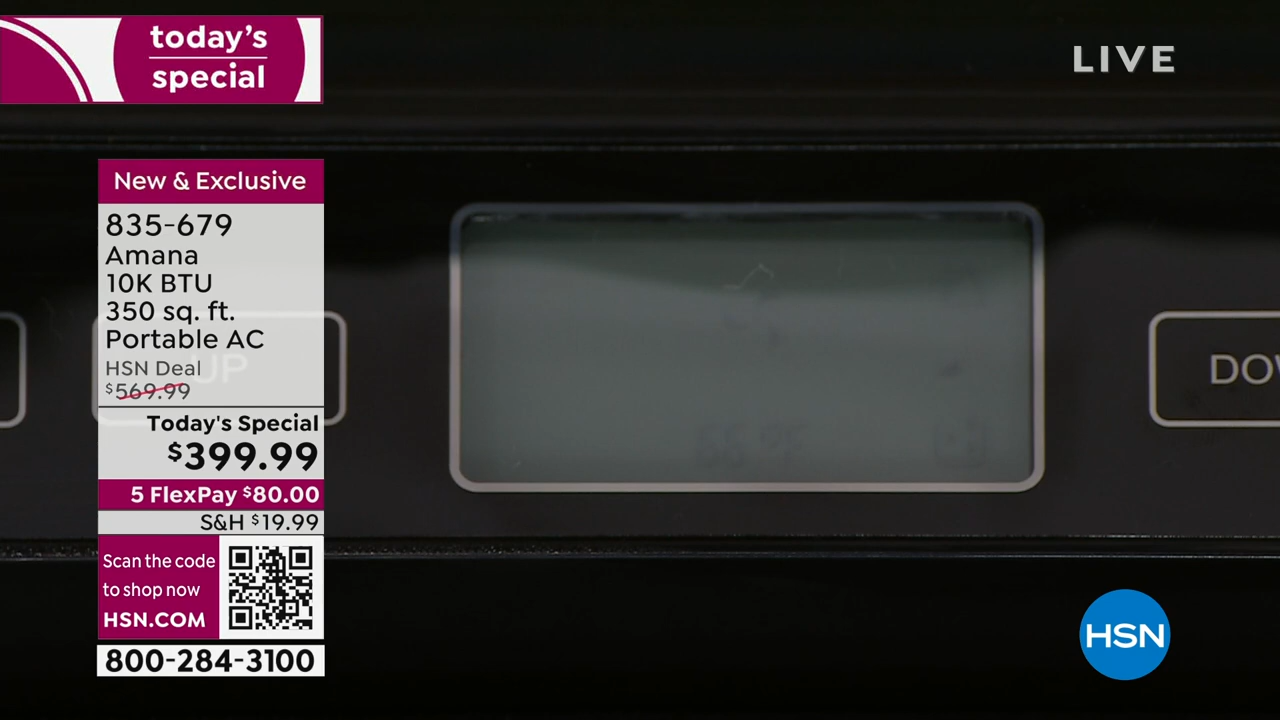 today's
special
LIVE
New & Exclusive
835-679
Amana
10K BTU
350 sq. ft.
Portable AC
HSN Deal
$569.99
UP
Today's Special
$399.99
5 FlexPay $80.00
S&H $19.99
Scan the code
to shop now
HSN.COM
800-284-3100
HSN